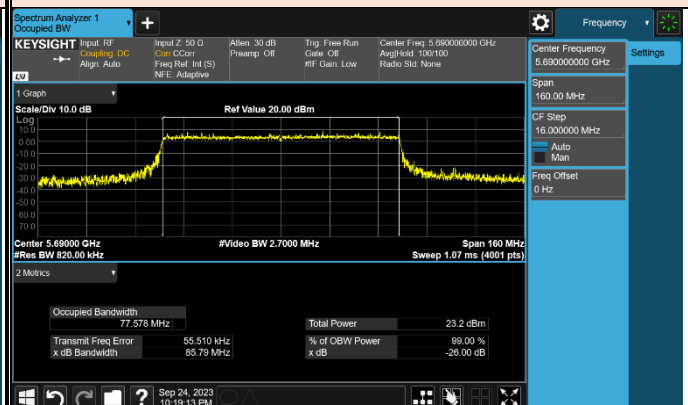 Spectrum Analyzer 1
Occupied BW
+
Frequency
KEYSIGHT
Input: RF
Coupling: DC
Align: Auto
Input Z: 50 Ω
Corr CCorr
Freq Ref: Int (S)
NFE: Adaptive
Atten: 30 dB
Preamp: Off
Trig: Free Run
Gate: Off
#IF Gain: Low
Center Freq: 5.690000000 GHz
Avg|Hold: 100/100
Radio Std: None
LXI
Center Frequency
5.690000000 GHz
Settings
Span
160.00 MHz
CF Step
16.000000 MHz
Auto
Man
Freq Offset
0 Hz
1 Graph
Scale/Div 10.0 dB
Ref Value 20.00 dBm
Log
10.0
0.00
-10.0
-20.0
-30.0
-40.0
-50.0
-60.0
-70.0
Center 5.69000 GHz
#Video BW 2.7000 MHz
Span 160 MHz
#Res BW 820.00 kHz
Sweep 1.07 ms (4001 pts)
2 Metrics
Occupied Bandwidth
77.578 MHz
Total Power
23.2 dBm
Transmit Freq Error
55.510 kHz
% of OBW Power
99.00 %
x dB Bandwidth
85.79 MHz
x dB
-26.00 dB
?
Sep 24, 2023
10:19:13 PM